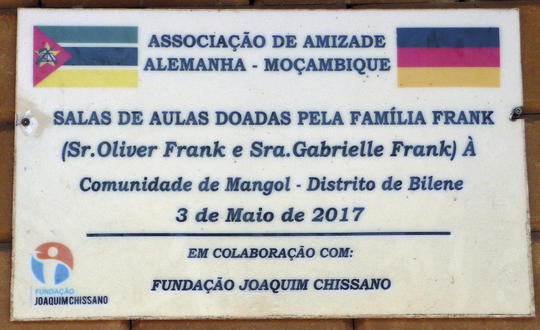 ASSOCIAÇÃO DE AMIZADE
ALEMANHA - MOÇAMBIQUE
SALAS DE AULAS DOADAS PELA FAMÍLIA FRANK
(Sr.Oliver Frank e Sra.Gabrielle Frank) À
Comunidade de Mangol - Distrito de Bilene
3 de Maio de 2017
EM COLABORAÇÃO COM:
FUNDAÇÃO JOAQUIM CHISSANO
FUNDAÇÃO
JOAQUIM CHISSANO